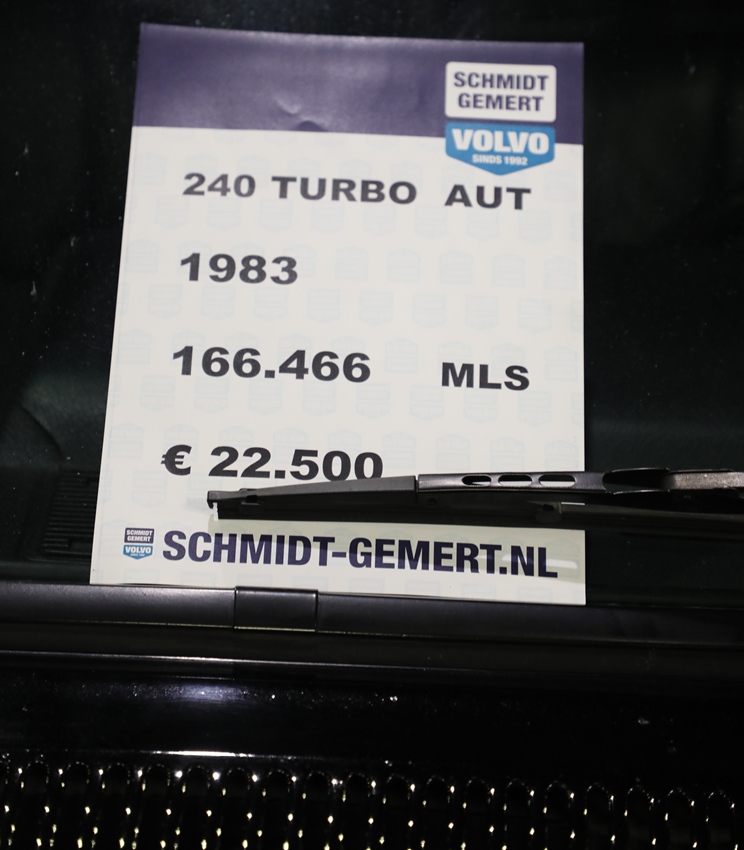 SCHMIDT
GEMERT
VOLVO
SINDS 1992
240 TURBO AUT
1983
166.466 MLS
€ 22.500
SCHMIDT
GEMERT
VOLVO
SCHMIDT-GEMERT.NL